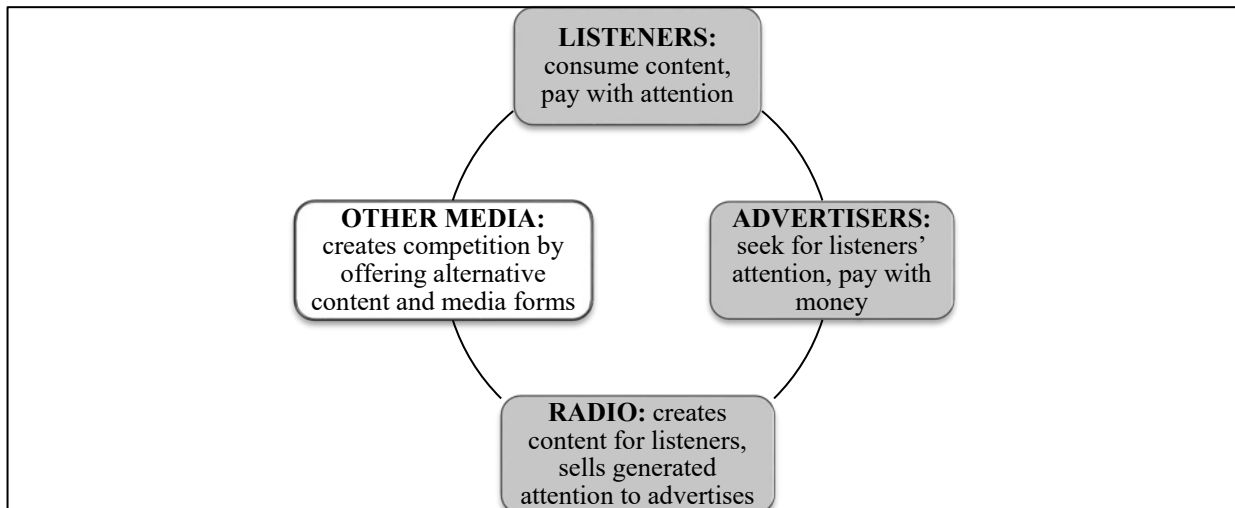 LISTENERS:
consume content,
pay with attention
OTHER MEDIA:
creates competition by
offering alternative
content and media forms
ADVERTISERS:
seek for listeners’
attention, pay with
money
RADIO: creates
content for listeners,
sells generated
attention to advertises